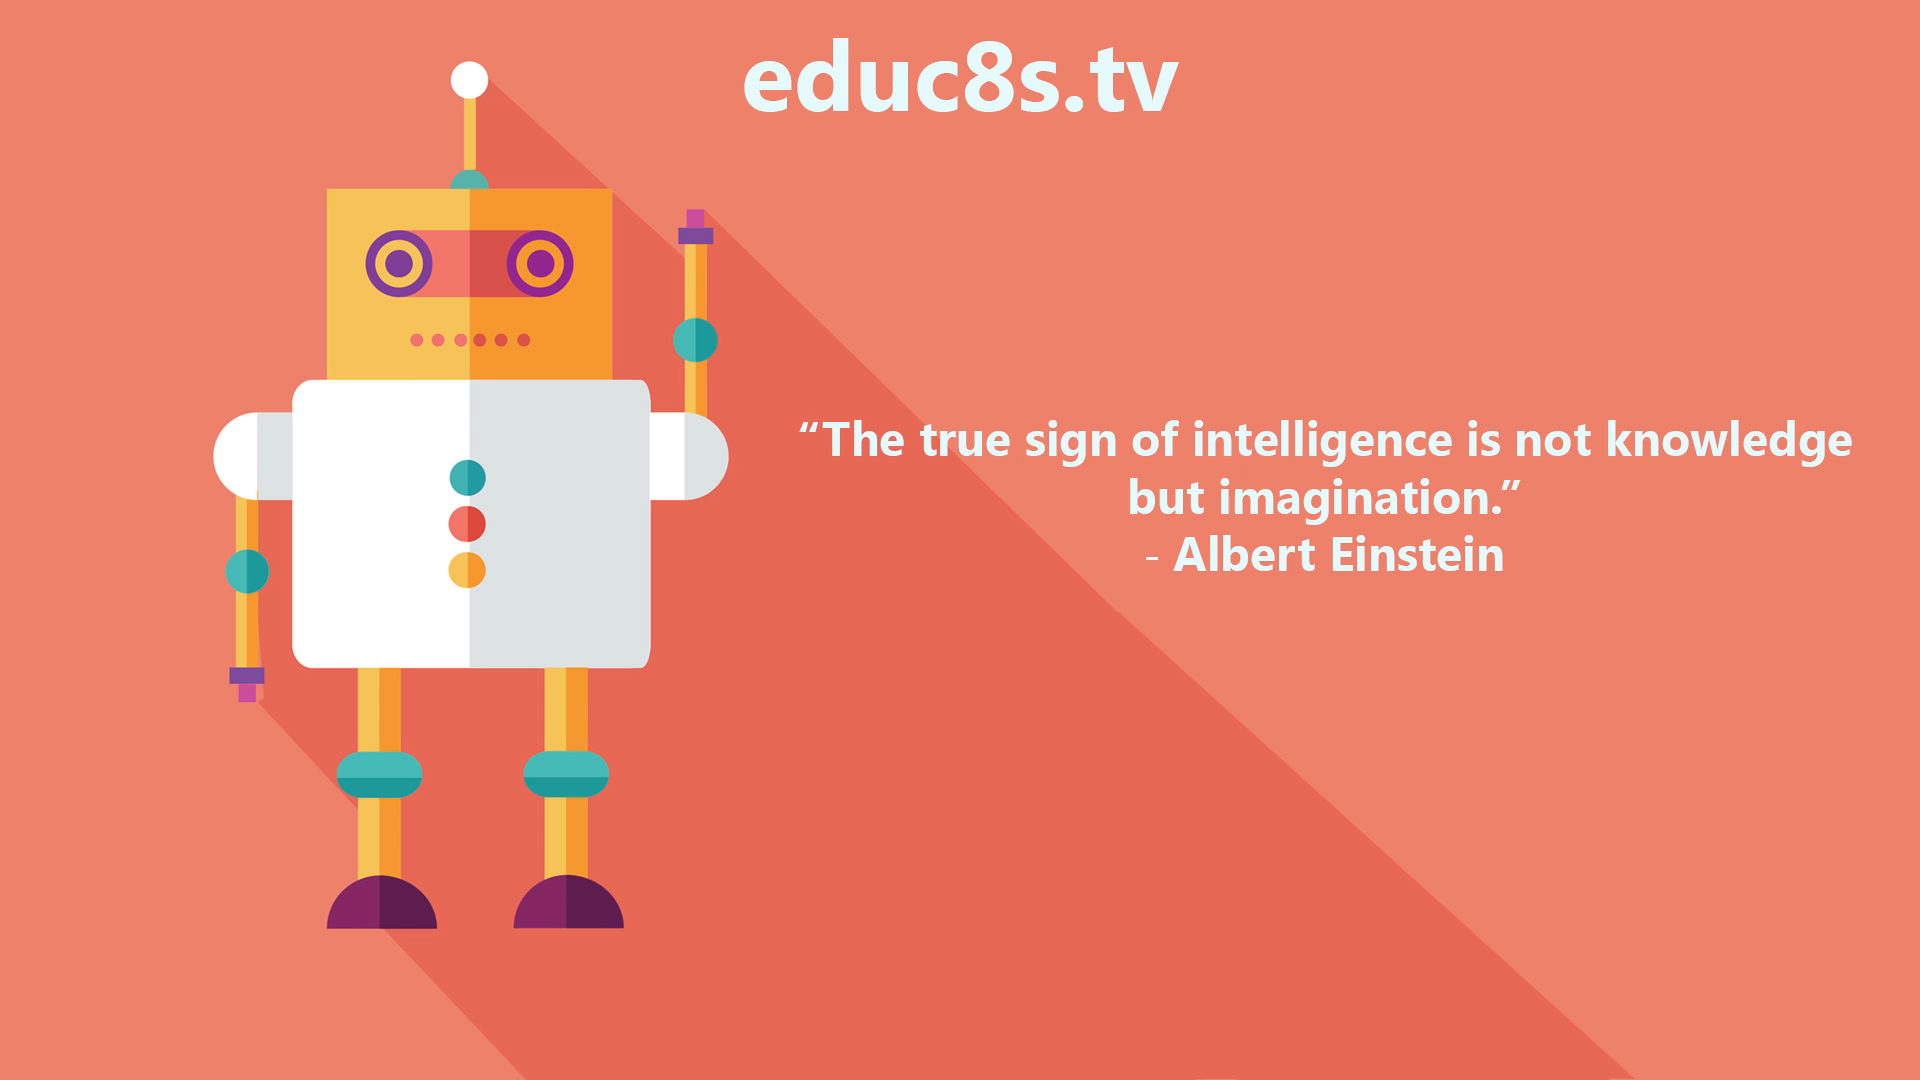 educ8s.tv
“The true sign of intelligence is not knowledge
but imagination.”
- Albert Einstein